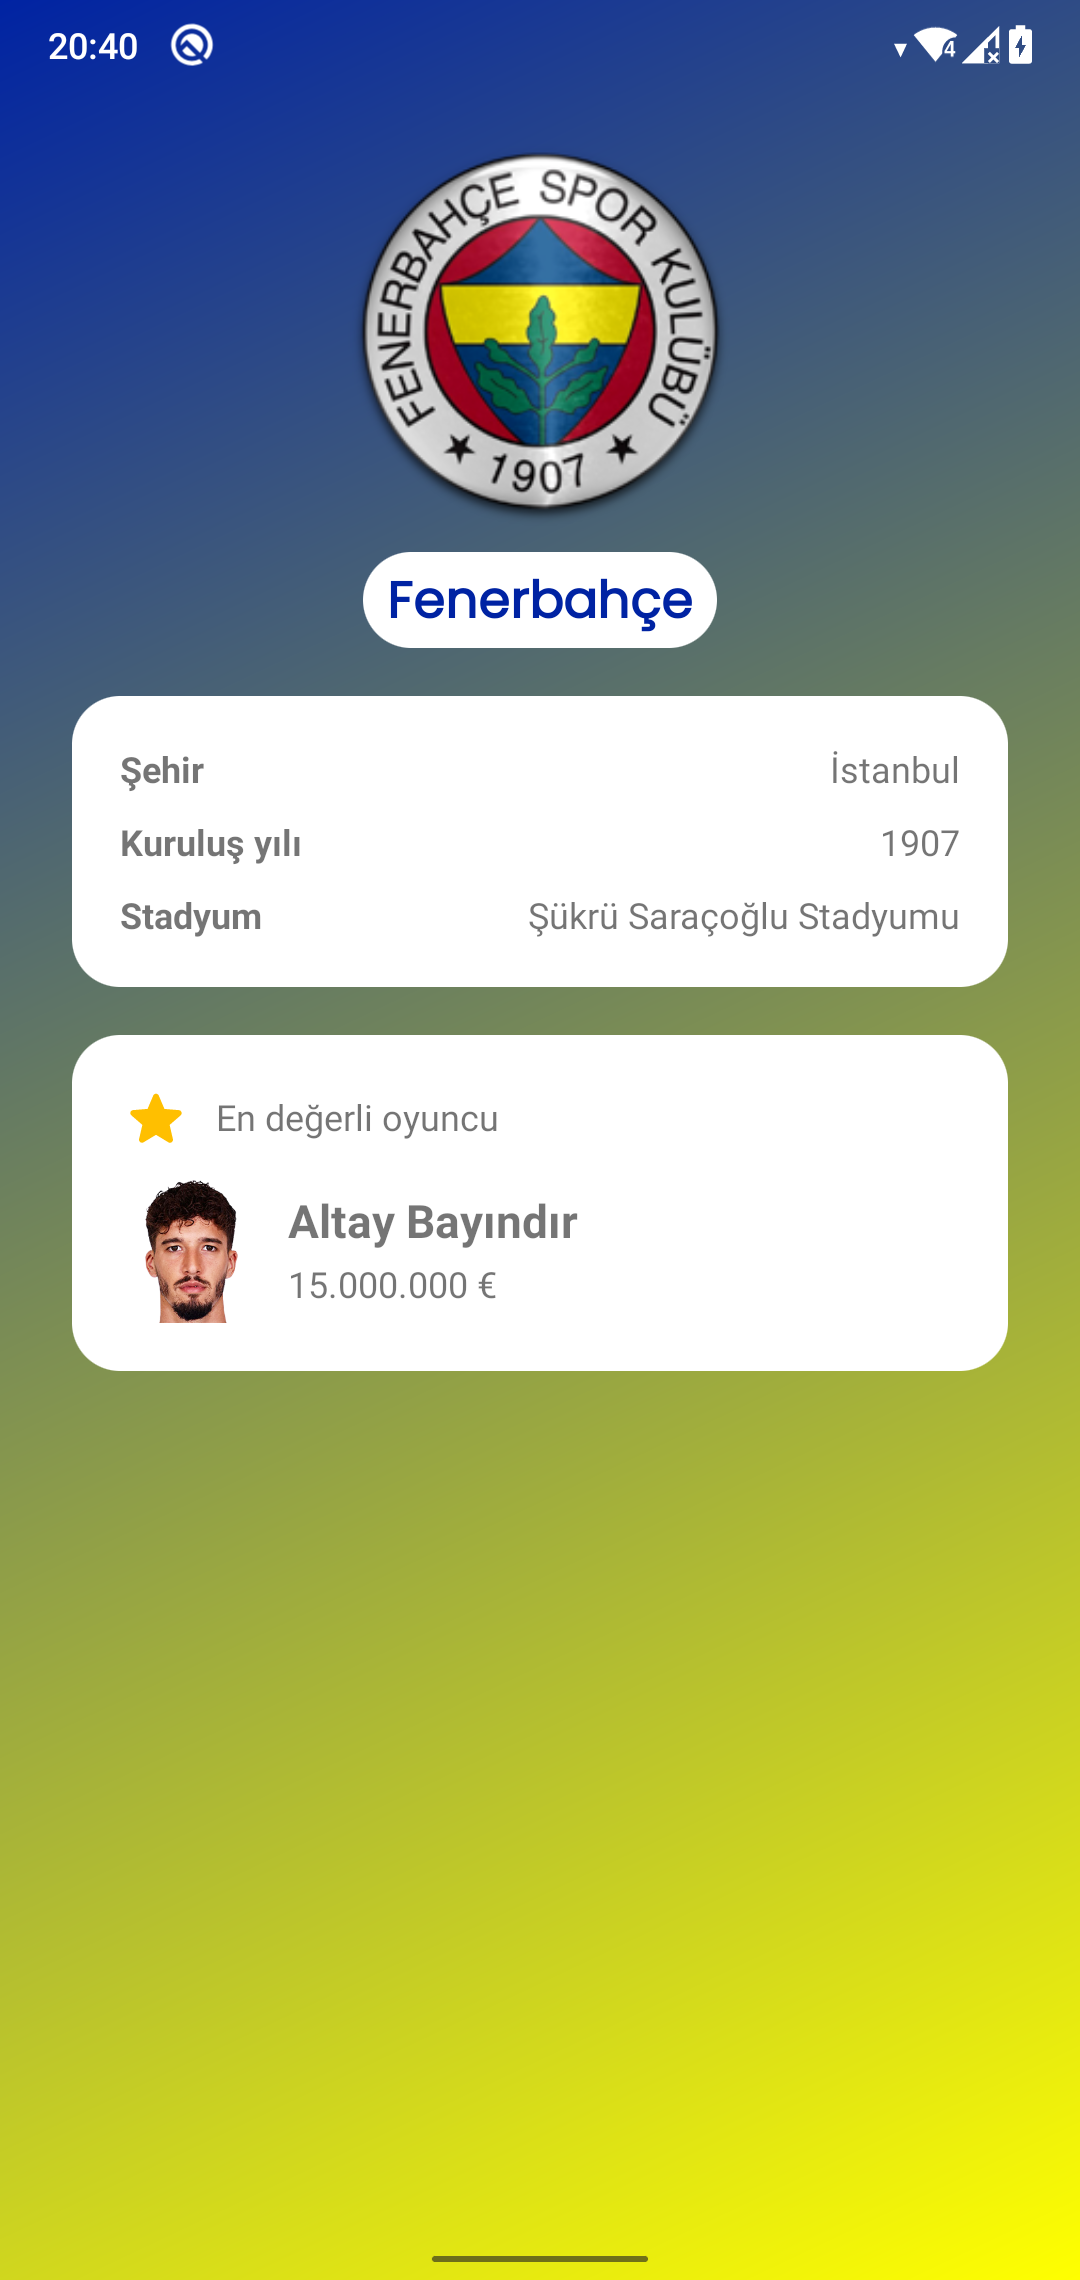 20:40
4
FENERBAHÇE SPOR KULÜBÜ
★ 1907 ★
Fenerbahçe
Şehir İstanbul
Kuruluş yılı 1907
Stadyum Şükrü Saraçoğlu Stadyumu
En değerli oyuncu
Altay Bayındır
15.000.000 €